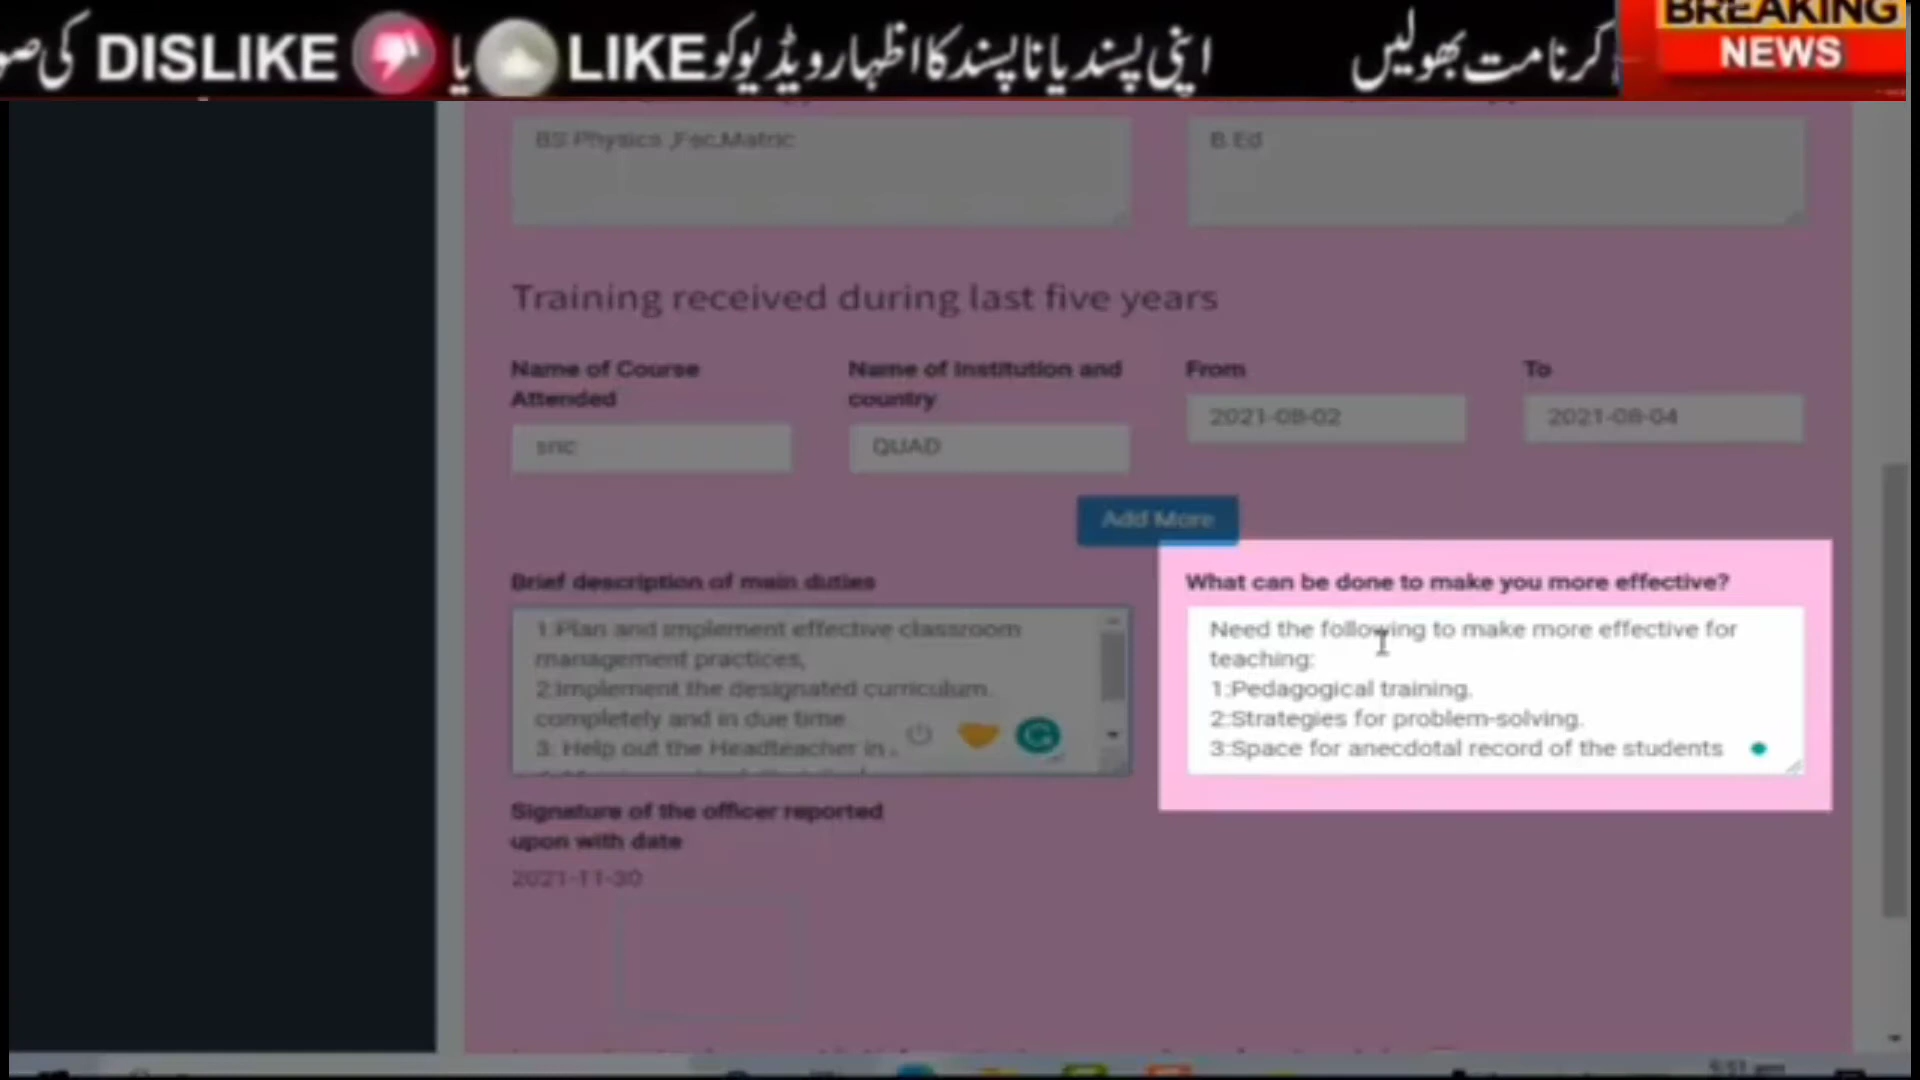 کرنا مت بھولیں اپنی پسند یا ناپسند کا اظہار ویڈیو کو LIKE یا DISLIKE کی
BREAKING
NEWS
BS Physics ,Fsc,Matric
B.Ed
Training received during last five years
Name of Course
Attended
Name of Institution and
country
From
To
snc
QUAD
2021-08-02
2021-08-04
Add More
Brief description of main duties
1:Plan and implement effective classroom
management practices,
2:Implement the designated curriculum.
completely and in due time
3: Help out the Headteacher in
What can be done to make you more effective?
Need the following to make more effective for
teaching:
1:Pedagogical training.
2:Strategies for problem-solving.
3:Space for anecdotal record of the students
Signature of the officer reported
upon with date
2021-11-30